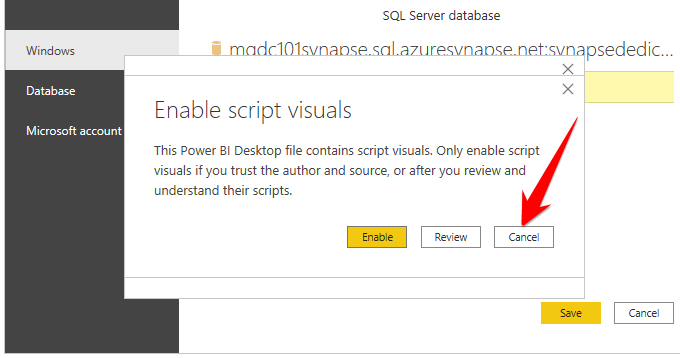 SQL Server database
Windows
mgdc101synapse.sql.azuresynapse.net;synapsededic...
Database
Microsoft account
Enable script visuals
This Power BI Desktop file contains script visuals. Only enable script
visuals if you trust the author and source, or after you review and
understand their scripts.
Enable
Review
Cancel
Save
Cancel